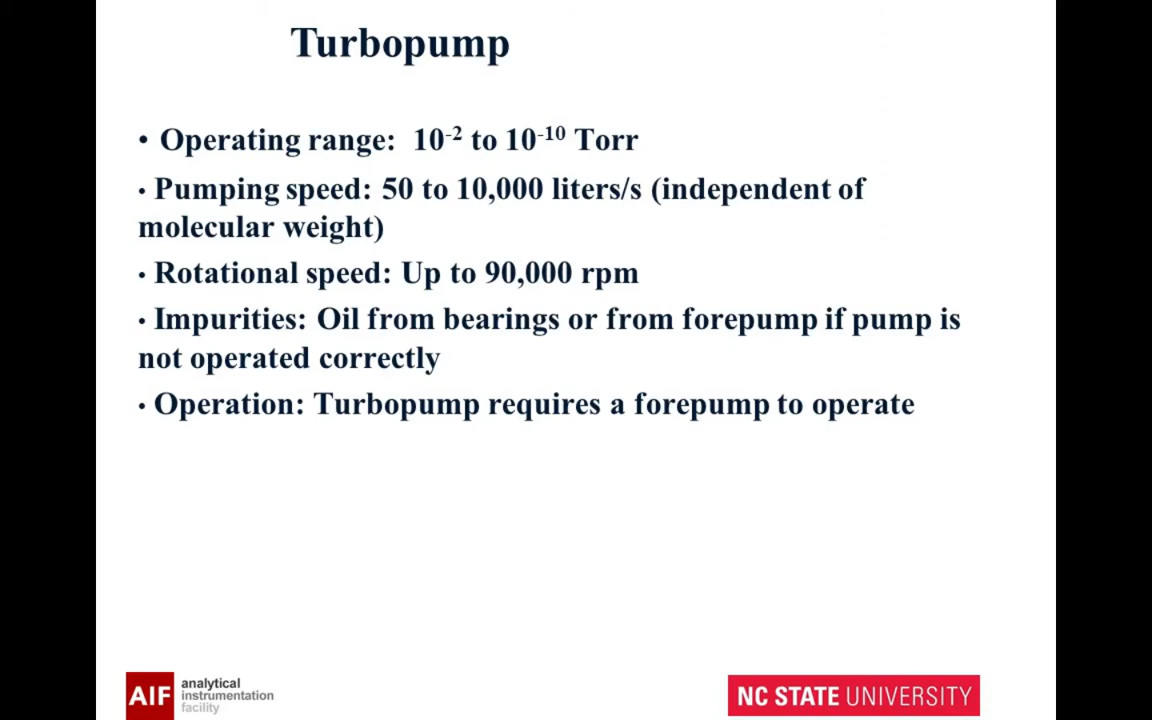 Turbopump
• Operating range: 10⁻² to 10⁻¹⁰ Torr
• Pumping speed: 50 to 10,000 liters/s (independent of
molecular weight)
• Rotational speed: Up to 90,000 rpm
• Impurities: Oil from bearings or from forepump if pump is
not operated correctly
• Operation: Turbopump requires a forepump to operate
AIF
analytical
instrumentation
facility
NC STATE UNIVERSITY